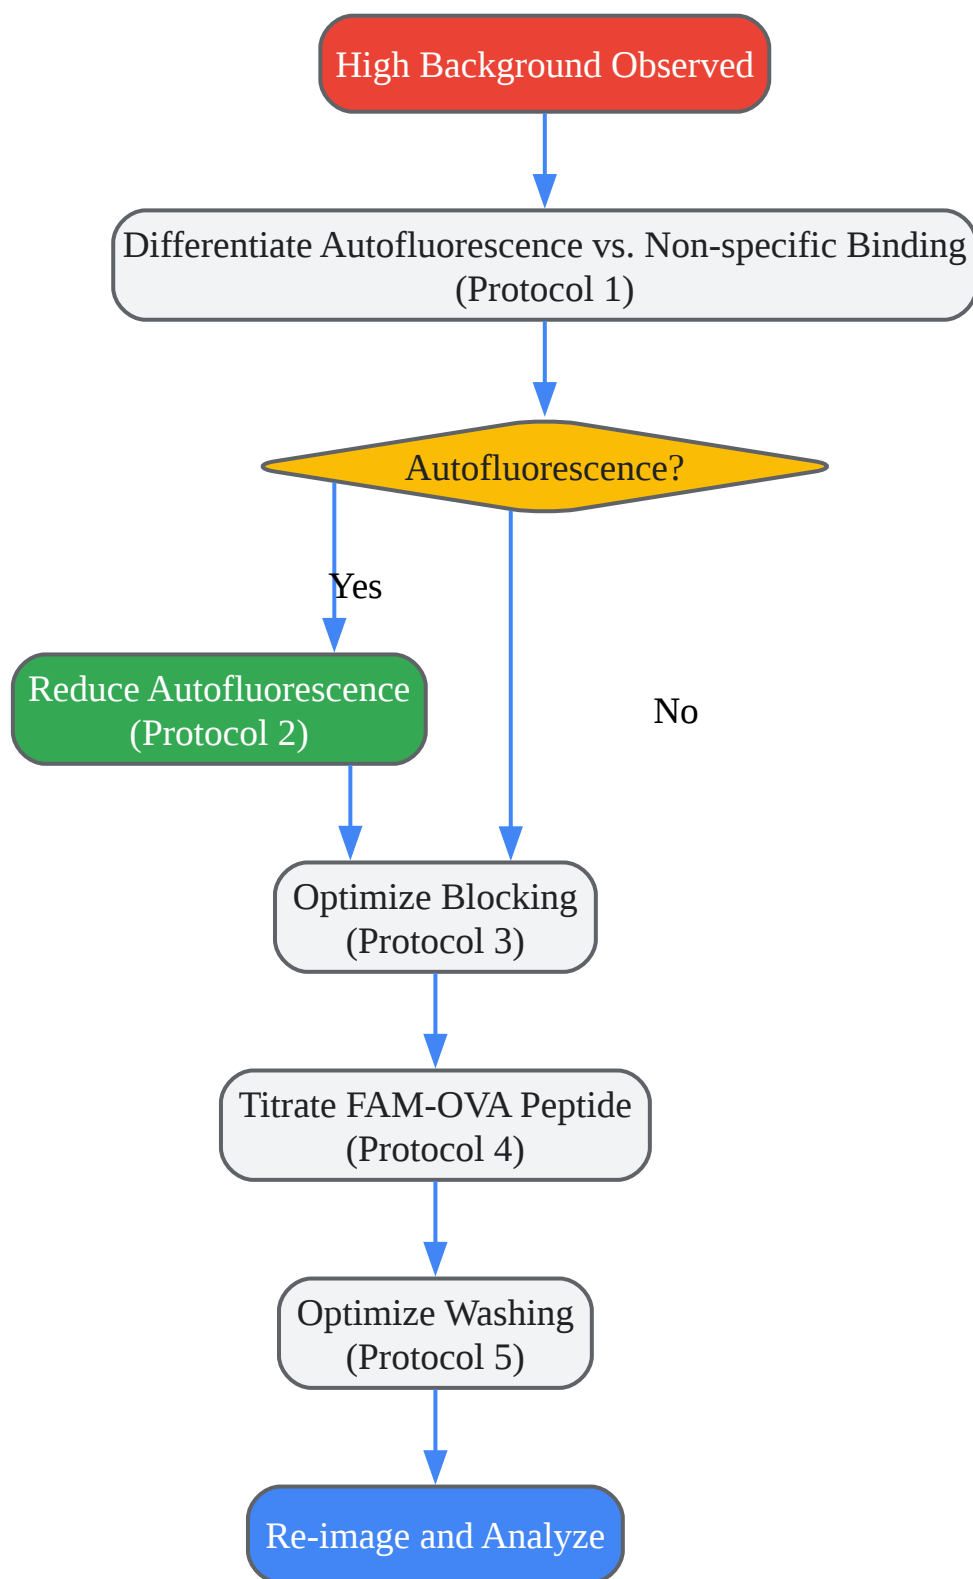 High Background Observed
Differentiate Autofluorescence vs. Non-specific Binding
(Protocol 1)
Autofluorescence?
Yes
Reduce Autofluorescence
(Protocol 2)
No
Optimize Blocking
(Protocol 3)
Titrate FAM-OVA Peptide
(Protocol 4)
Optimize Washing
(Protocol 5)
Re-image and Analyze